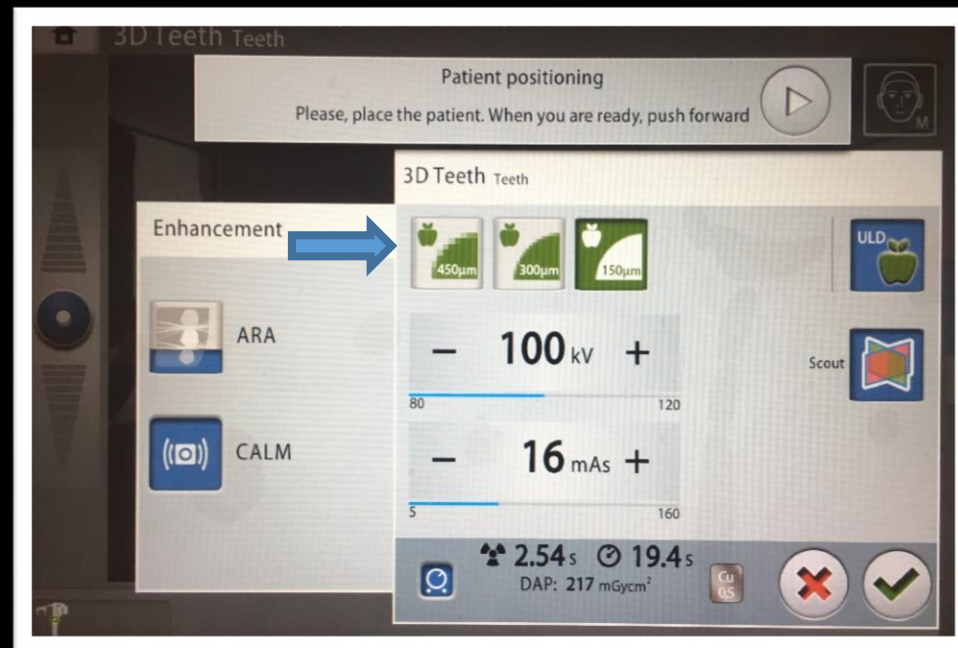 3D Teeth Teeth
Patient positioning
Please, place the patient. When you are ready, push forward
M
3D Teeth Teeth
Enhancement
450µm 300µm 150µm
ULD
ARA
100 kV
Scout
80 120
CALM
16 mAs
5 160
2.54 s 19.4 s
DAP: 217 mGycm²
Cu
0.5